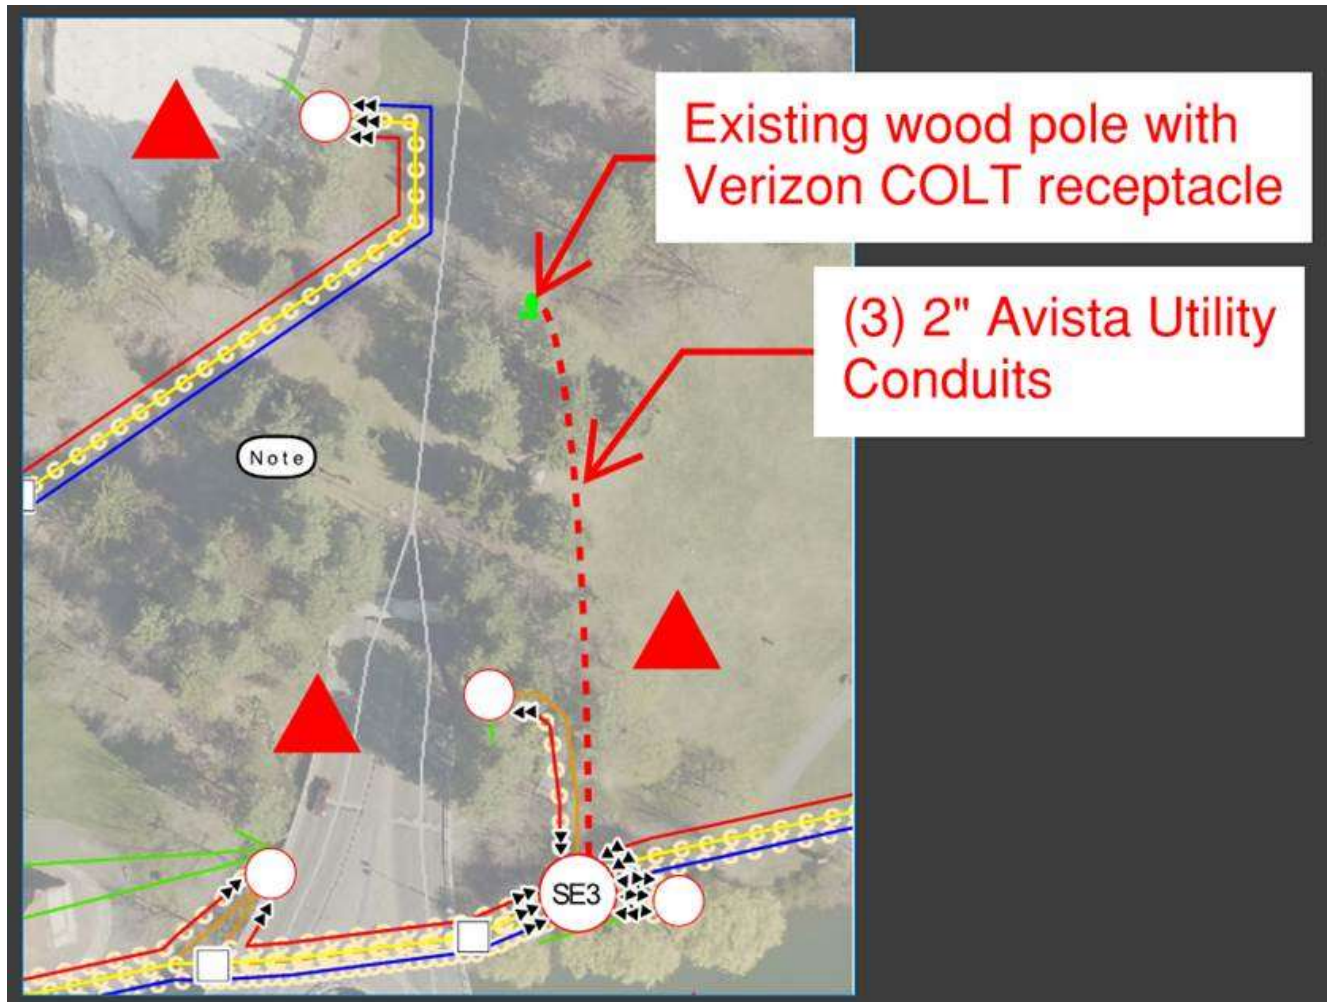 Existing wood pole with
Verizon COLT receptacle
(3) 2" Avista Utility
Conduits
Note
SE3